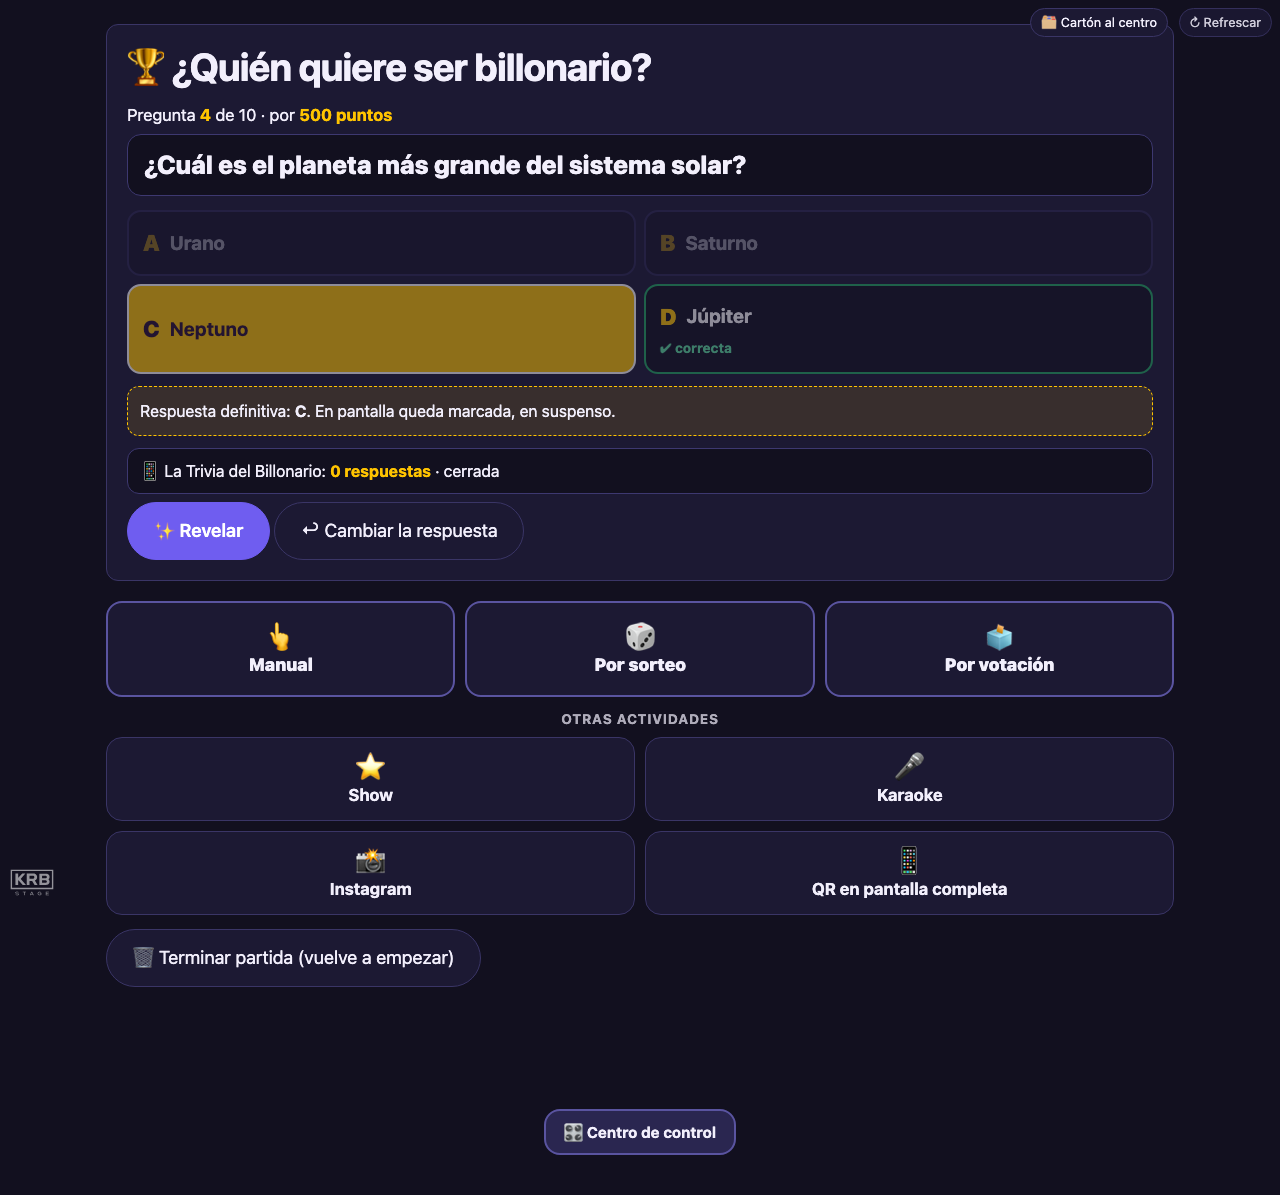 🗂️ Cartón al centro
↻ Refrescar
🏆 ¿Quién quiere ser billonario?
Pregunta 4 de 10 · por 500 puntos
¿Cuál es el planeta más grande del sistema solar?
A Urano
B Saturno
C Neptuno
D Júpiter
✔ correcta
Respuesta definitiva: C. En pantalla queda marcada, en suspenso.
📱 La Trivia del Billonario: 0 respuestas · cerrada
✨ Revelar
↩ Cambiar la respuesta
👆 Manual
🎲 Por sorteo
🗳️ Por votación
OTRAS ACTIVIDADES
⭐ Show
🎤 Karaoke
📸 Instagram
📱 QR en pantalla completa
KRB
STAGE
🗑️ Terminar partida (vuelve a empezar)
🎛️ Centro de control